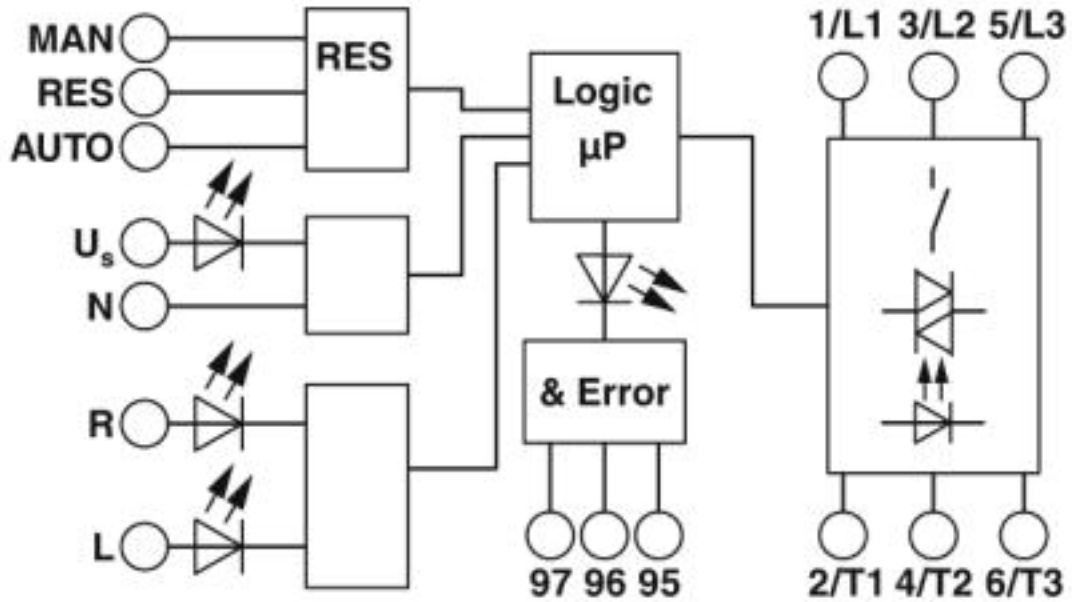 MAN
RES
AUTO
RES
Us
N
R
L
Logic
µP
& Error
97 96 95
1/L1 3/L2 5/L3
2/T1 4/T2 6/T3